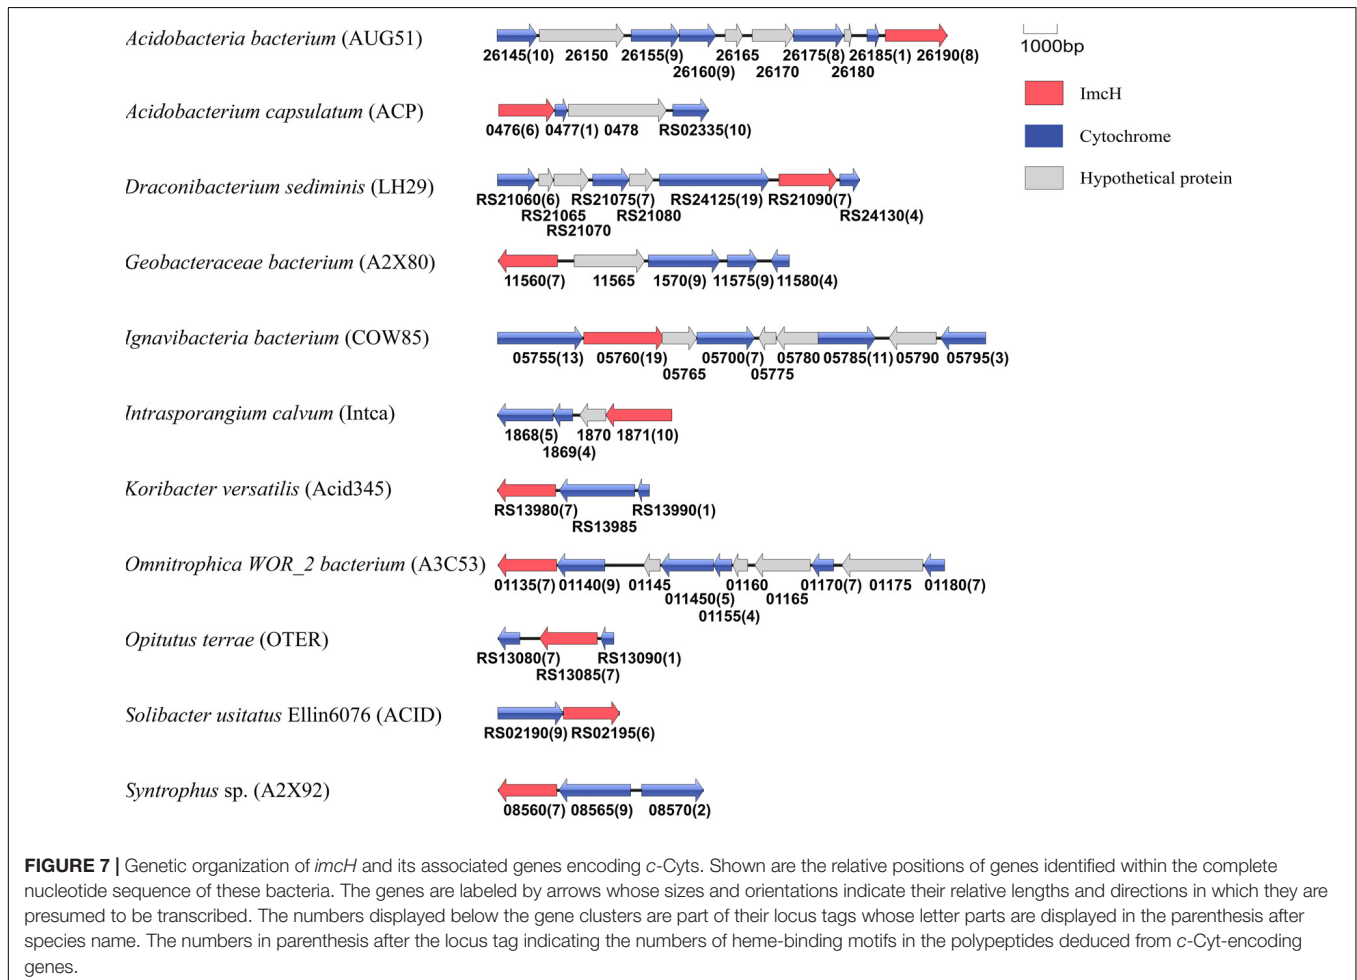 Acidobacteria bacterium (AUG51)
26145(10) 26150 26155(9) 26165 26175(8) 26185(1) 26190(8)
26160(9) 26170 26180
1000bp
ImcH
Cytochrome
Hypothetical protein
Acidobacterium capsulatum (ACP)
0476(6) 0477(1) 0478 RS02335(10)
Draconibacterium sediminis (LH29)
RS21060(6) RS21075(7) RS24125(19) RS21090(7)
RS21065 RS21080 RS24130(4)
RS21070
Geobacteraceae bacterium (A2X80)
11560(7) 11565 1570(9) 11575(9) 11580(4)
Ignavibacteria bacterium (COW85)
05755(13) 05760(19) 05700(7) 05780 05785(11) 05790 05795(3)
05765 05775
Intrasporangium calvum (Intca)
1868(5) 1870 1871(10)
1869(4)
Koribacter versatilis (Acid345)
RS13980(7) RS13990(1)
RS13985
Omnitrophica WOR_2 bacterium (A3C53)
01135(7) 01140(9) 01145 01160 01170(7) 01175 01180(7)
011450(5) 01165
01155(4)
Opitutus terrae (OTER)
RS13080(7) RS13090(1)
RS13085(7)
Solibacter usitatus Ellin6076 (ACID)
RS02190(9) RS02195(6)
Syntrophus sp. (A2X92)
08560(7) 08565(9) 08570(2)
FIGURE 7 | Genetic organization of imcH and its associated genes encoding c-Cyts. Shown are the relative positions of genes identified within the complete
nucleotide sequence of these bacteria. The genes are labeled by arrows whose sizes and orientations indicate their relative lengths and directions in which they are
presumed to be transcribed. The numbers displayed below the gene clusters are part of their locus tags whose letter parts are displayed in the parenthesis after
species name. The numbers in parenthesis after the locus tag indicating the numbers of heme-binding motifs in the polypeptides deduced from c-Cyt-encoding
genes.